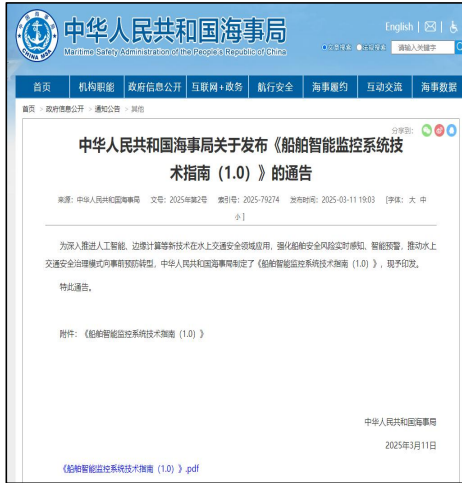 中华人民共和国海事局
Maritime Safety Administration of the People's Republic of China
CHINA MSA
English
文章搜索 法规搜索 请输入关键字
首页 机构职能 政府信息公开 互联网+政务 航行安全 海事履约 互动交流 海事数据
首页 > 政府信息公开 > 通知公告 > 其他
分享到:
中华人民共和国海事局关于发布《船舶智能监控系统技
术指南（1.0）》的通告
来源: 中华人民共和国海事局 文号: 2025年第2号 索引号: 2025-79274 发布时间: 2025-03-11 19:03 [字体: 大 中
小 ]
为深入推进人工智能、边缘计算等新技术在水上交通安全领域应用，强化船舶安全风险实时感知、智能预警，推动水上
交通安全治理模式向事前预防转型，中华人民共和国海事局制定了《船舶智能监控系统技术指南（1.0）》，现予印发。
特此通告。
附件: 《船舶智能监控系统技术指南（1.0）》
中华人民共和国海事局
2025年3月11日
《船舶智能监控系统技术指南（1.0）》.pdf